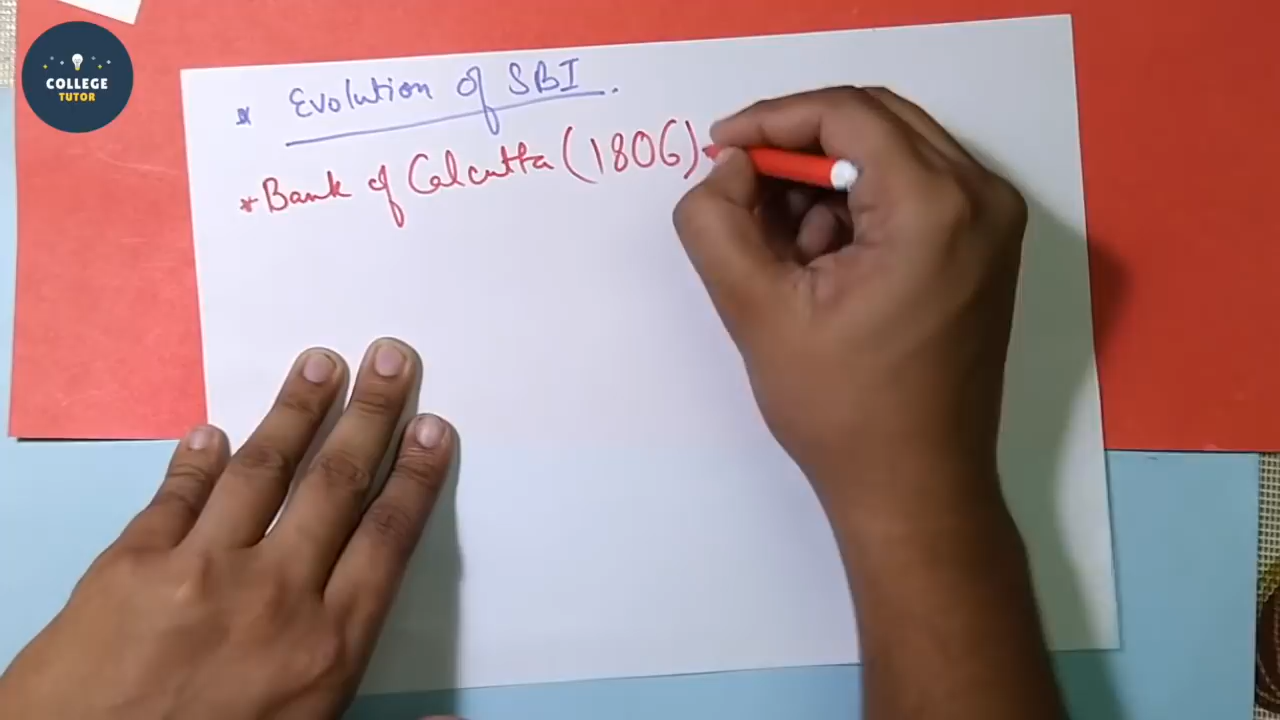 COLLEGE
TUTOR
* Evolution of SBI.
* Bank of Calcutta (1806)